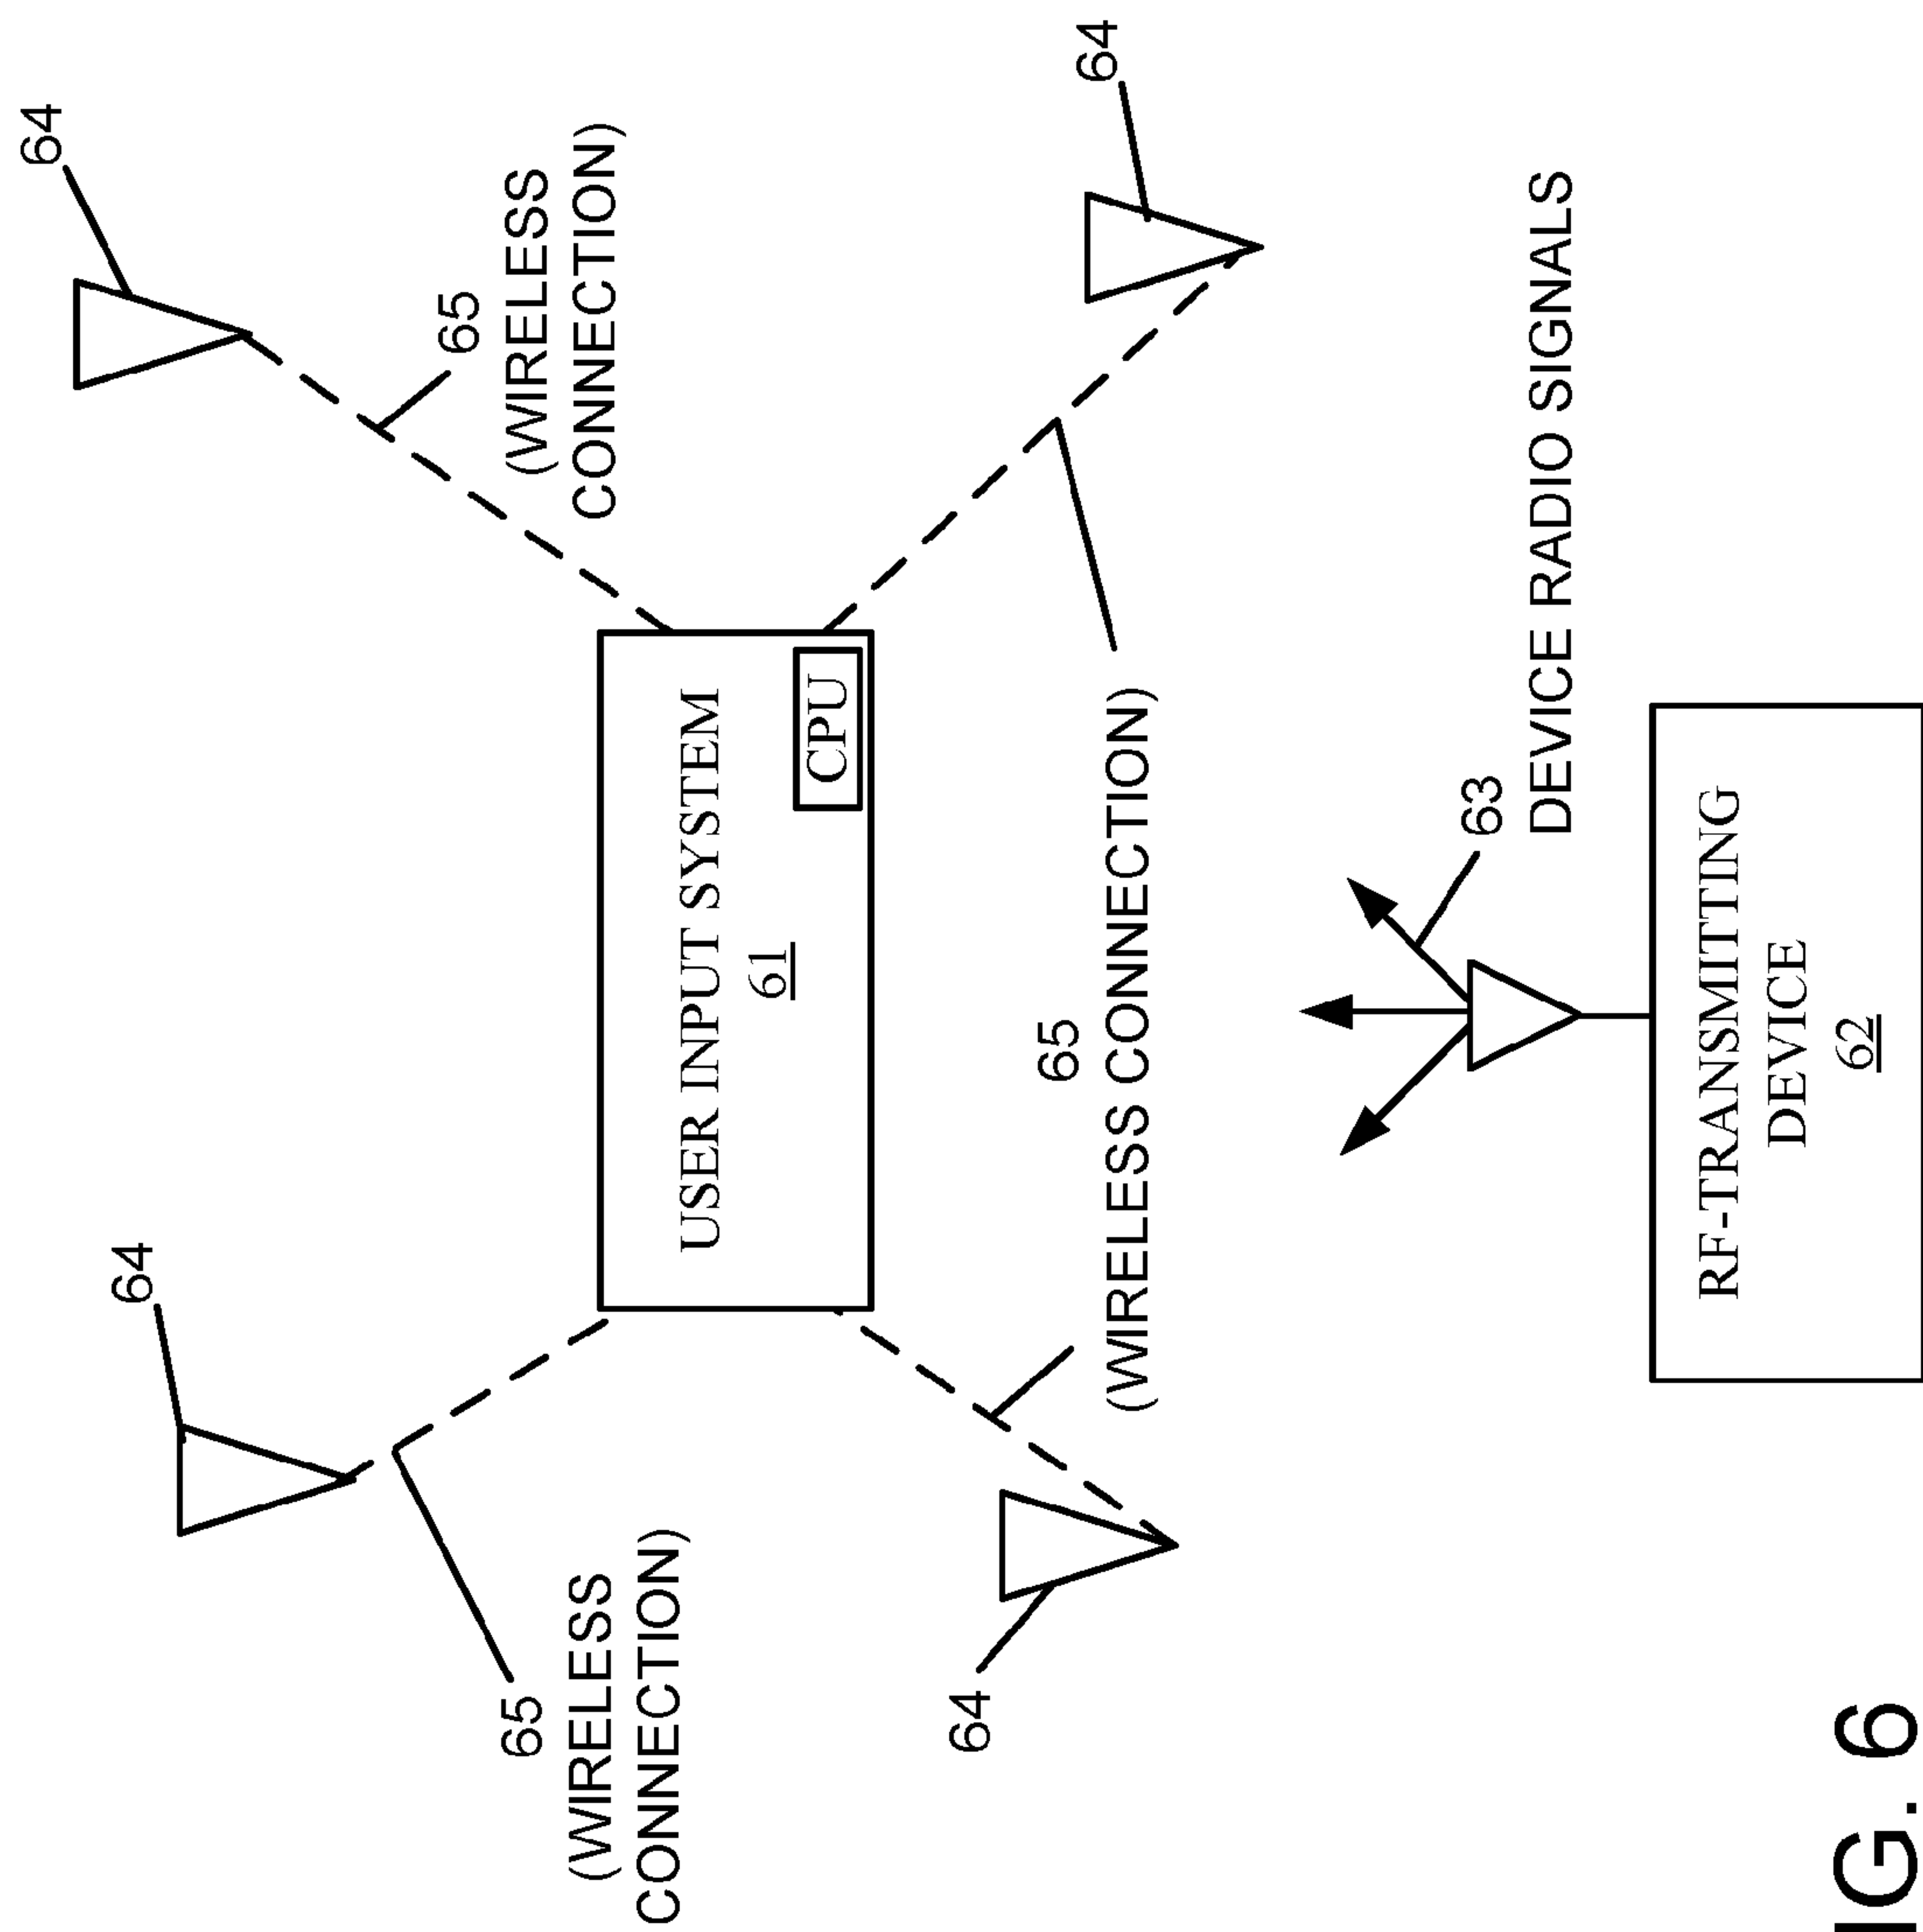 64
64
65
(WIRELESS
CONNECTION)
65
(WIRELESS
CONNECTION)
USER INPUT SYSTEM
61
CPU
64
65
(WIRELESS CONNECTION)
64
63
DEVICE RADIO SIGNALS
RF-TRANSMITTING
DEVICE
62
IG. 6